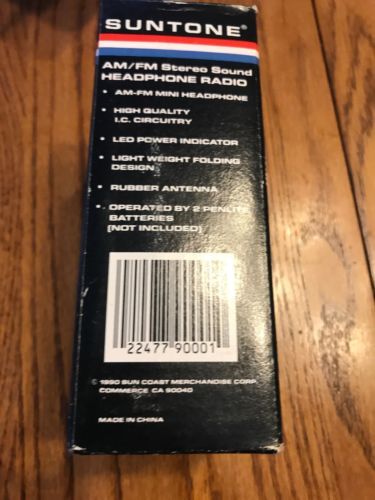 SUNTONE®
AM/FM Stereo Sound
HEADPHONE RADIO
• AM-FM MINI HEADPHONE
• HIGH QUALITY
I.C. CIRCUITRY
• LED POWER INDICATOR
• LIGHT WEIGHT FOLDING
DESIGN
• RUBBER ANTENNA
• OPERATED BY 2 PENLITE
BATTERIES
(NOT INCLUDED)
22477 90001
© 1990 SUN COAST MERCHANDISE CORP.
COMMERCE CA 90040
MADE IN CHINA